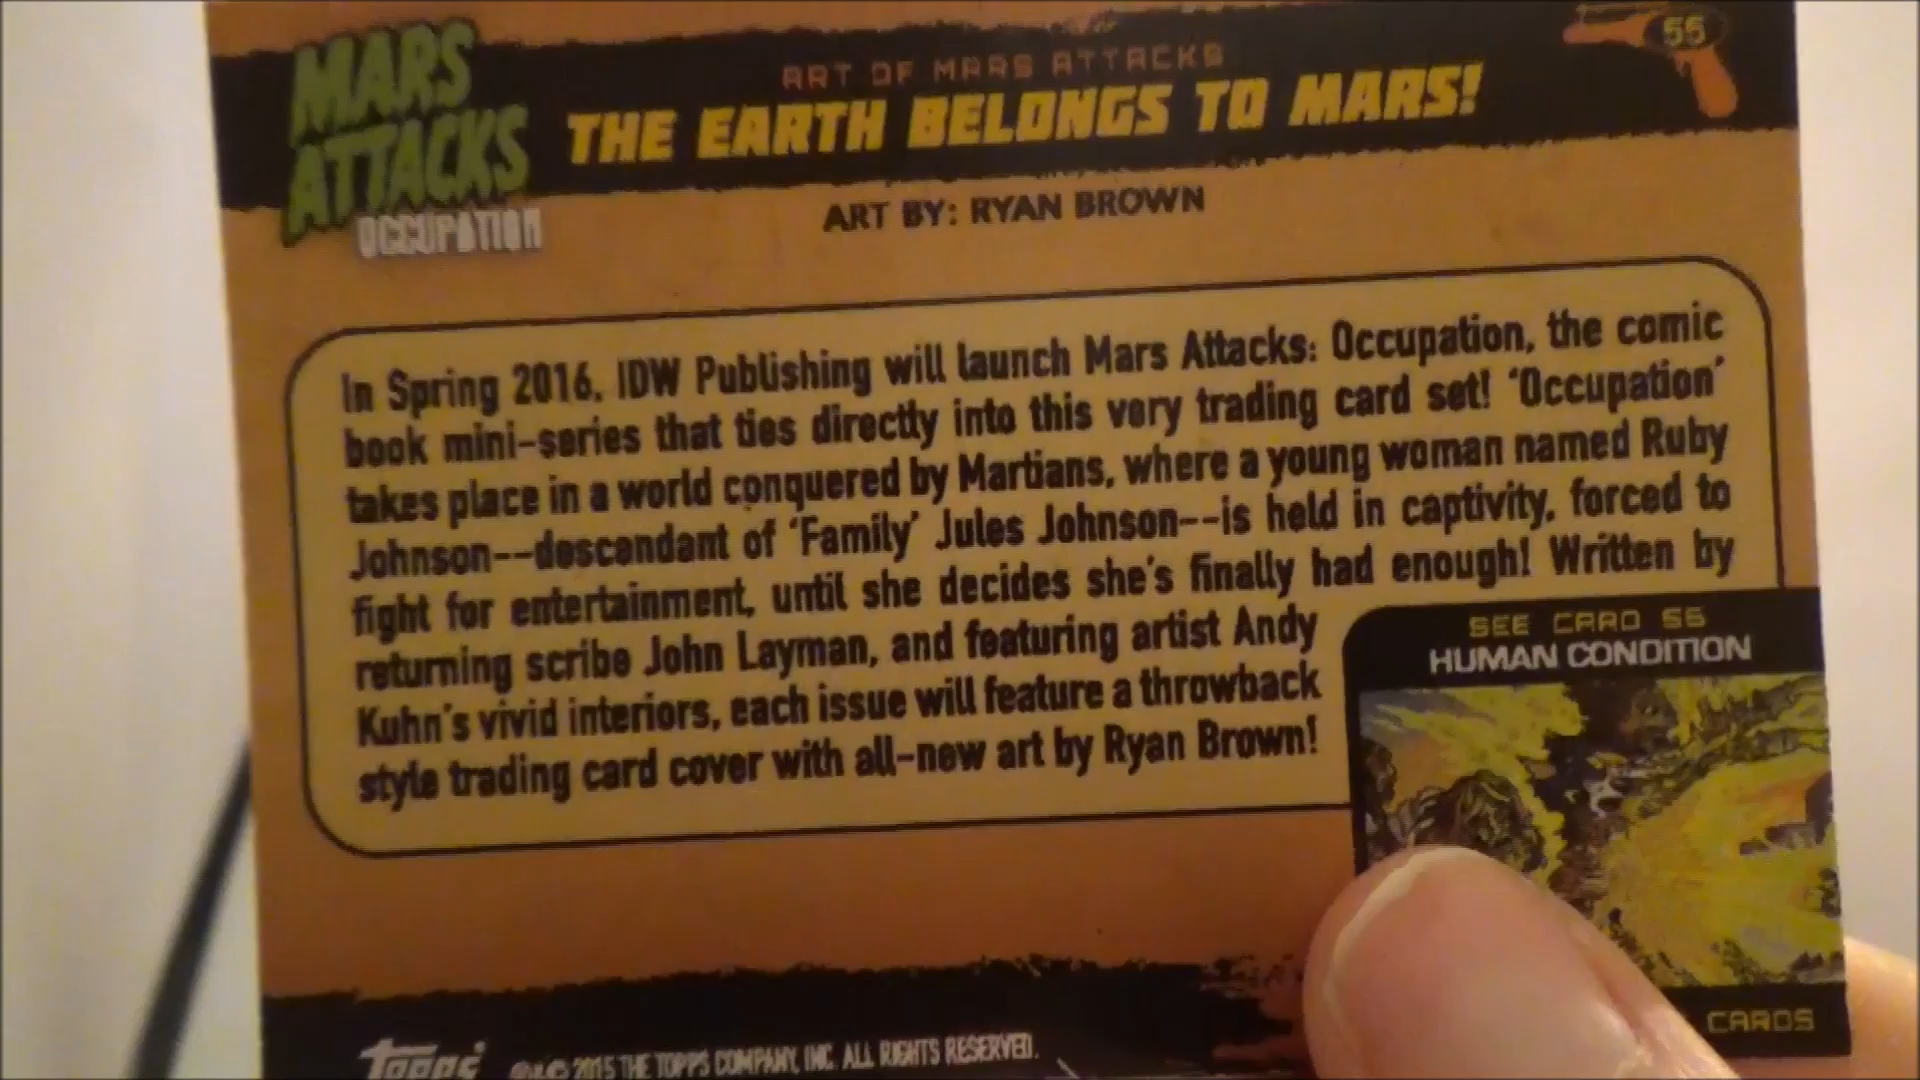 MARS
ATTACKS
OCCUPATION
ART OF MARS ATTACKS
55
THE EARTH BELONGS TO MARS!
ART BY: RYAN BROWN
In Spring 2016, IDW Publishing will launch Mars Attacks: Occupation, the comic
book mini-series that ties directly into this very trading card set! 'Occupation'
takes place in a world conquered by Martians, where a young woman named Ruby
Johnson--descendant of 'Family' Jules Johnson--is held in captivity, forced to
fight for entertainment, until she decides she's finally had enough! Written by
returning scribe John Layman, and featuring artist Andy
Kuhn's vivid interiors, each issue will feature a throwback
style trading card cover with all-new art by Ryan Brown!
SEE CARD 56
HUMAN CONDITION
CARDS
topps
®&© 2015 THE TOPPS COMPANY, INC. ALL RIGHTS RESERVED.